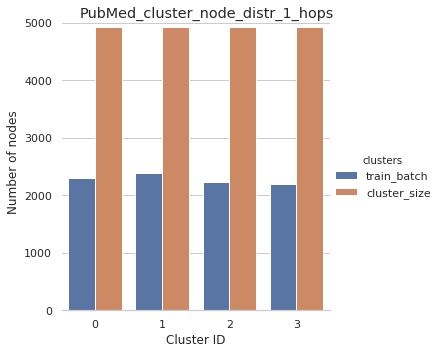 PubMed_cluster_node_distr_1_hops
5000
4000
3000
2000
1000
0
Number of nodes
0 1 2 3
Cluster ID
clusters
train_batch
cluster_size